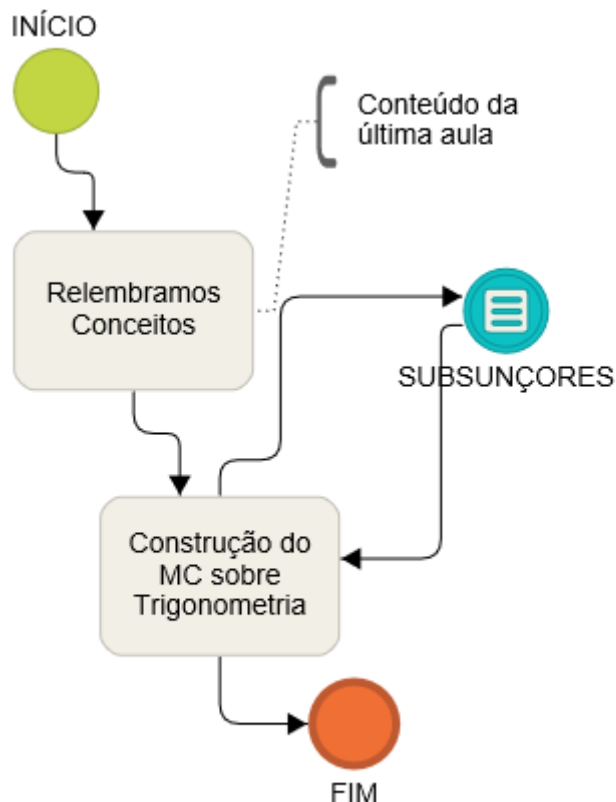 INÍCIO
Conteúdo da
última aula
Relembramos
Conceitos
SUBSUNÇORES
Construção do
MC sobre
Trigonometria
FIM